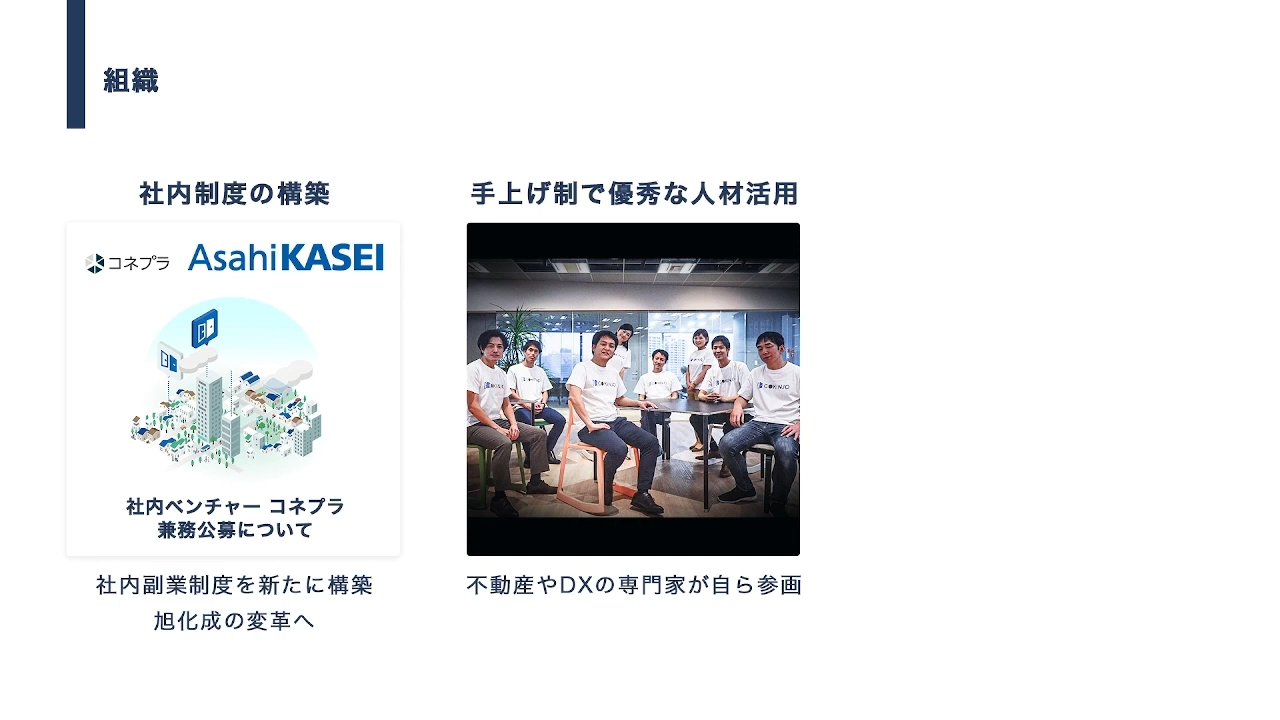 組織
社内制度の構築
コネプラ AsahiKASEI
社内ベンチャー コネプラ
兼務公募について
社内副業制度を新たに構築
旭化成の変革へ
手上げ制で優秀な人材活用
GOKINJO
GOKINJO
GOKINJO
不動産やDXの専門家が自ら参画